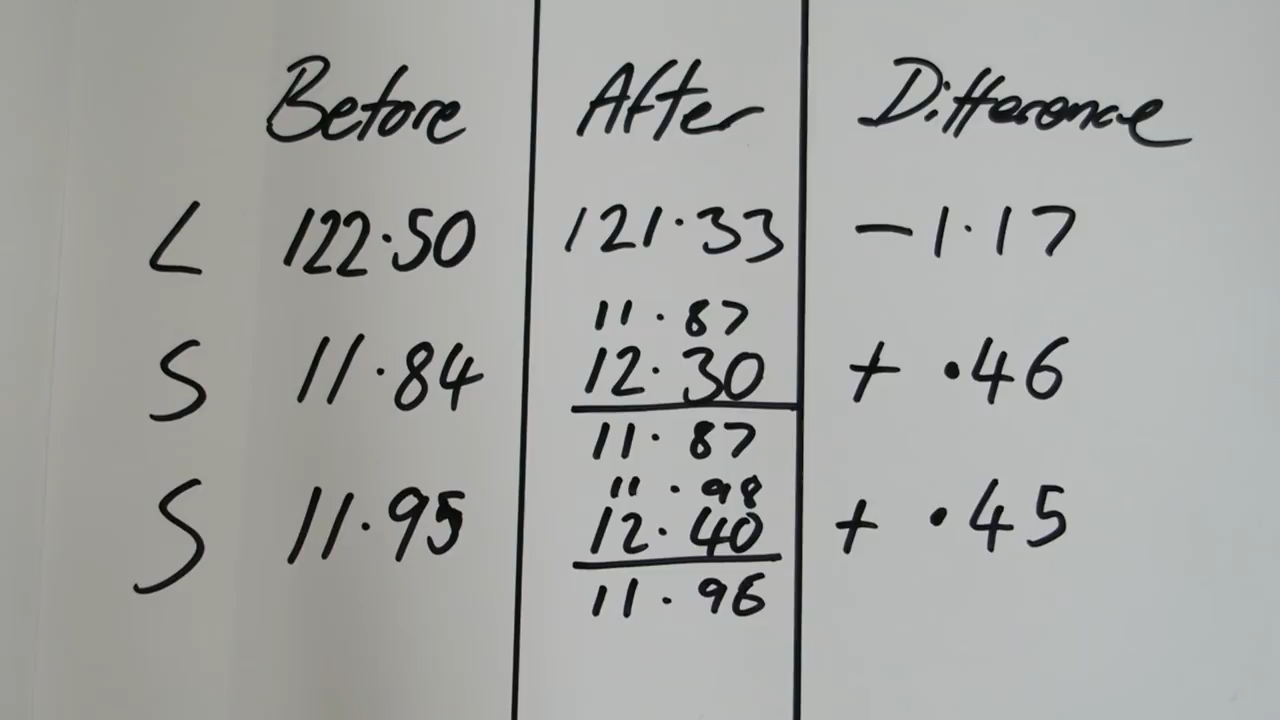 Before After Difference
L 122.50 121.33 -1.17
11.87
S 11.84 12.30 + .46
11.87
11.98
S 11.95 12.40 + .45
11.96